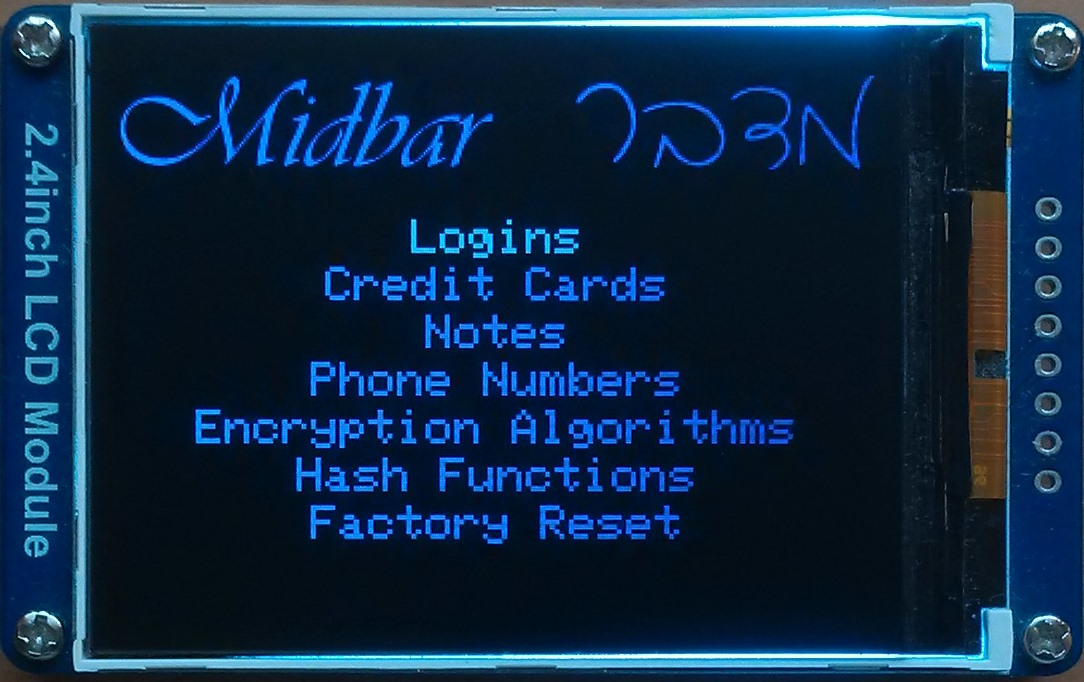 2.4inch LCD Module
Midbar מדבר
Logins
Credit Cards
Notes
Phone Numbers
Encryption Algorithms
Hash Functions
Factory Reset